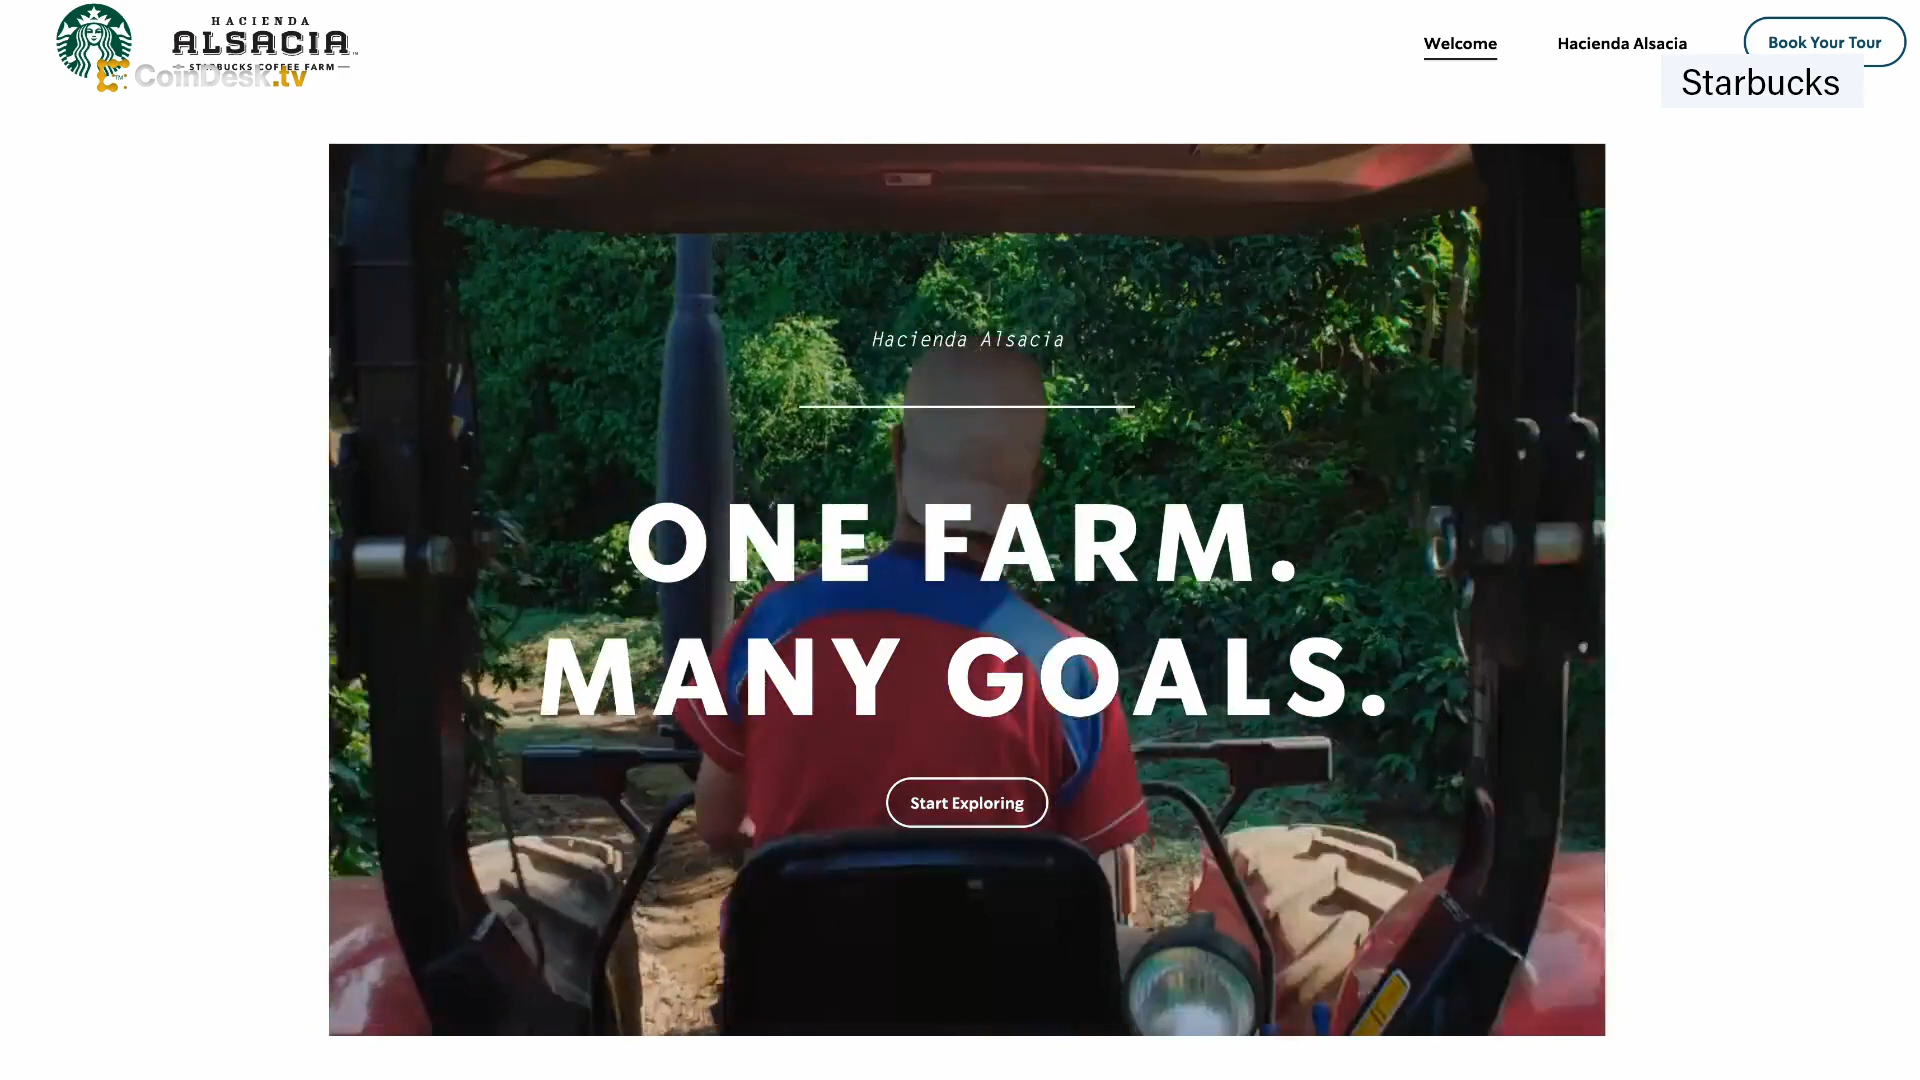 HACIENDA
ALSACIA
STARBUCKS COFFEE FARM
CoinDesk.tv
Welcome
Hacienda Alsacia
Book Your Tour
Starbucks
Hacienda Alsacia
ONE FARM.
MANY GOALS.
Start Exploring